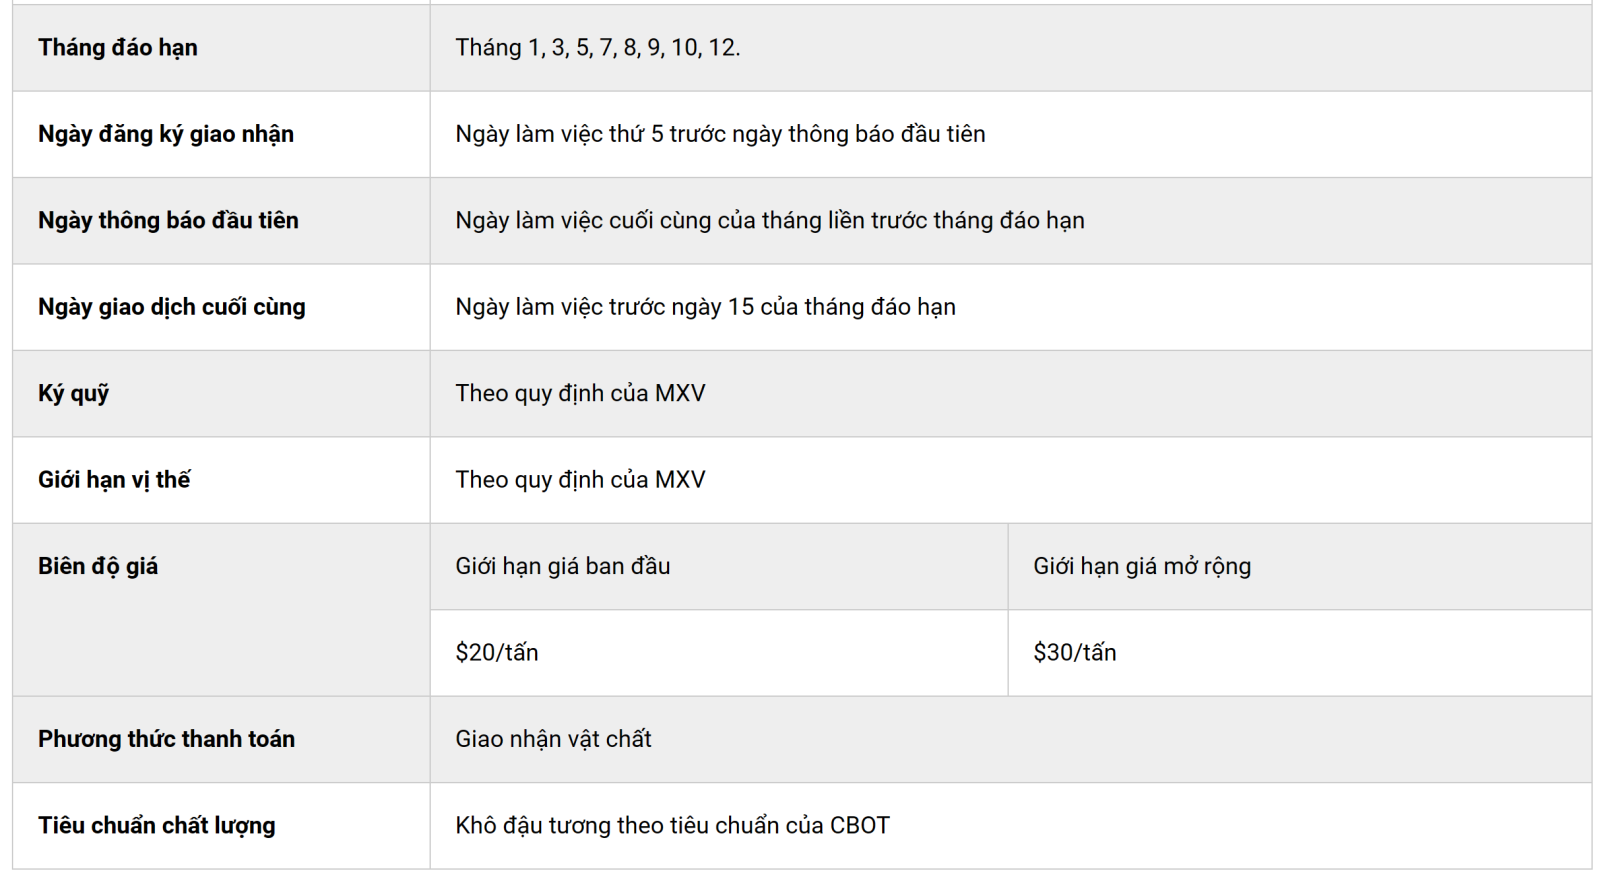 Tháng đáo hạn
Tháng 1, 3, 5, 7, 8, 9, 10, 12.
Ngày đăng ký giao nhận
Ngày làm việc thứ 5 trước ngày thông báo đầu tiên
Ngày thông báo đầu tiên
Ngày làm việc cuối cùng của tháng liền trước tháng đáo hạn
Ngày giao dịch cuối cùng
Ngày làm việc trước ngày 15 của tháng đáo hạn
Ký quỹ
Theo quy định của MXV
Giới hạn vị thế
Theo quy định của MXV
Biên độ giá
Giới hạn giá ban đầu
Giới hạn giá mở rộng
$20/tấn
$30/tấn
Phương thức thanh toán
Giao nhận vật chất
Tiêu chuẩn chất lượng
Khô đậu tương theo tiêu chuẩn của CBOT